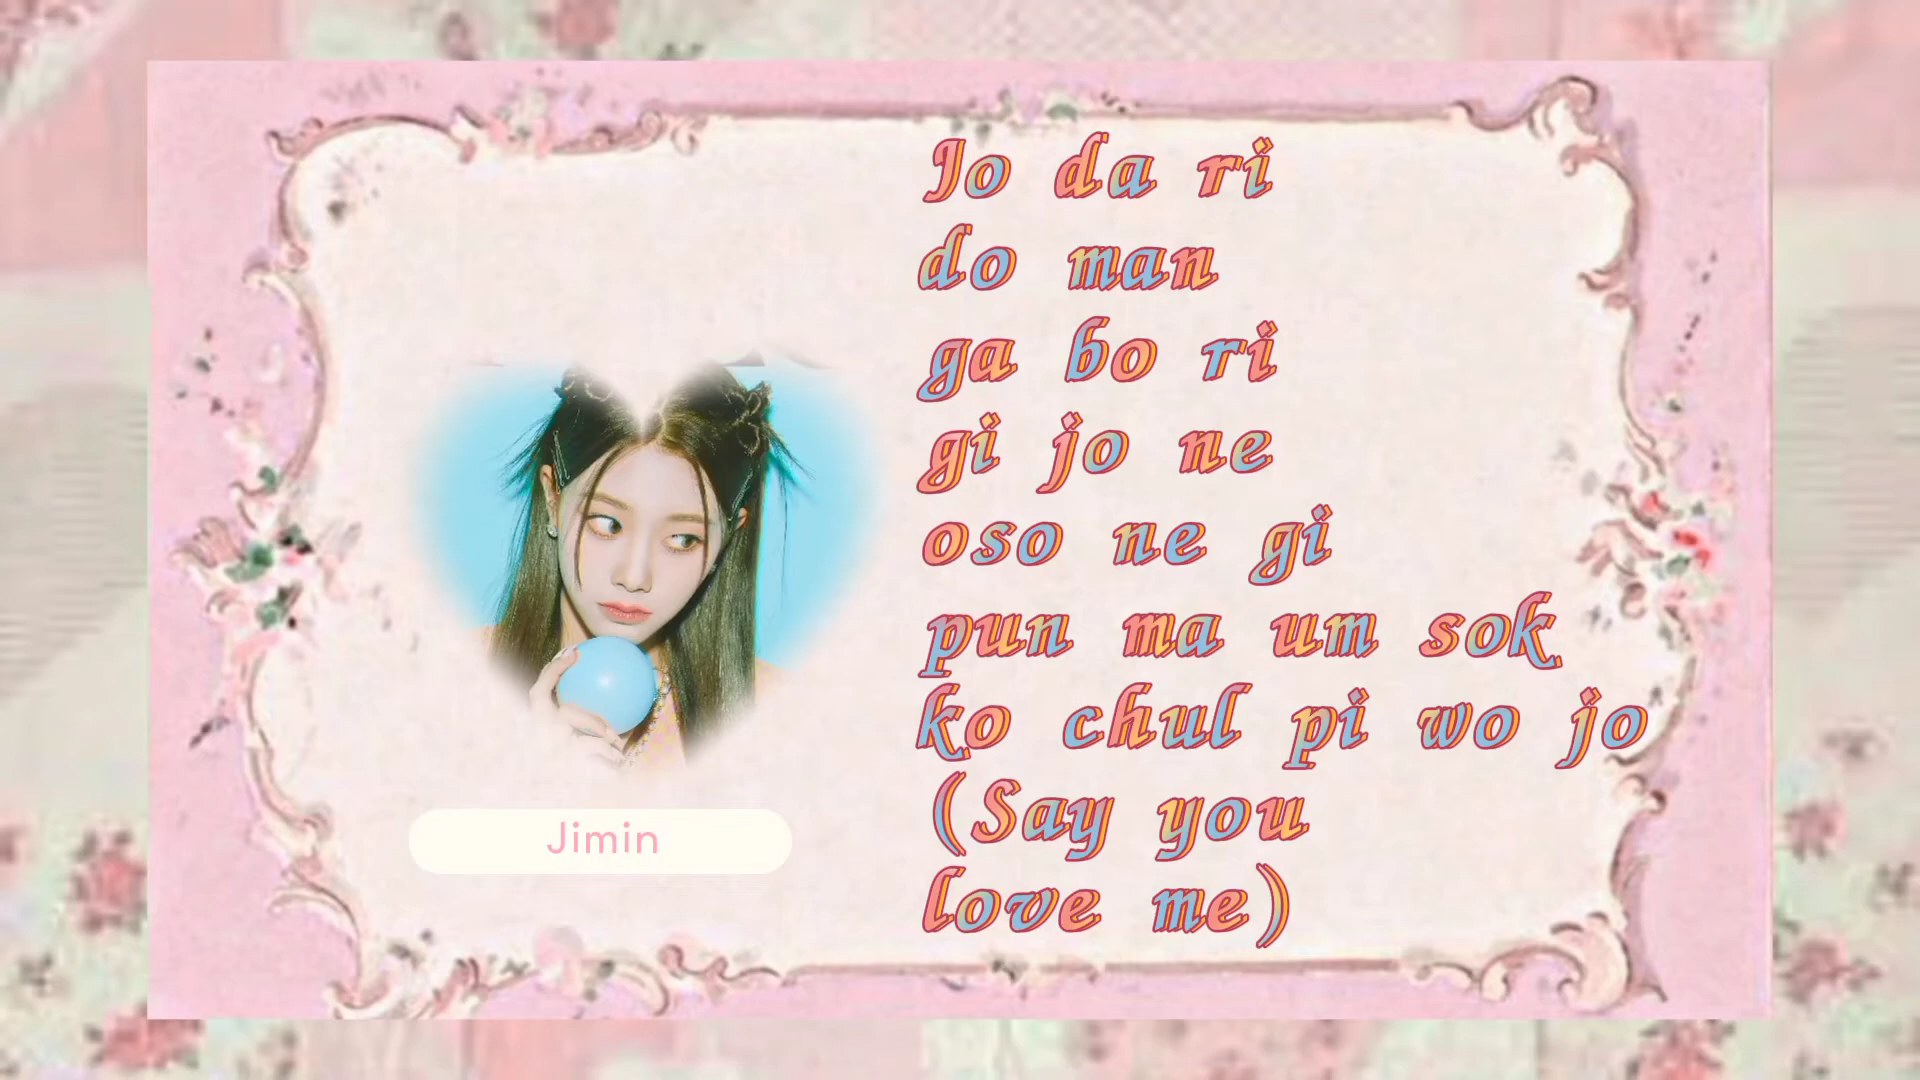 Jimin
Jo da ri
do man
ga bo ri
gi jo ne
oso ne gi
pun ma um sok
ko chul pi wo jo
(Say you
love me)